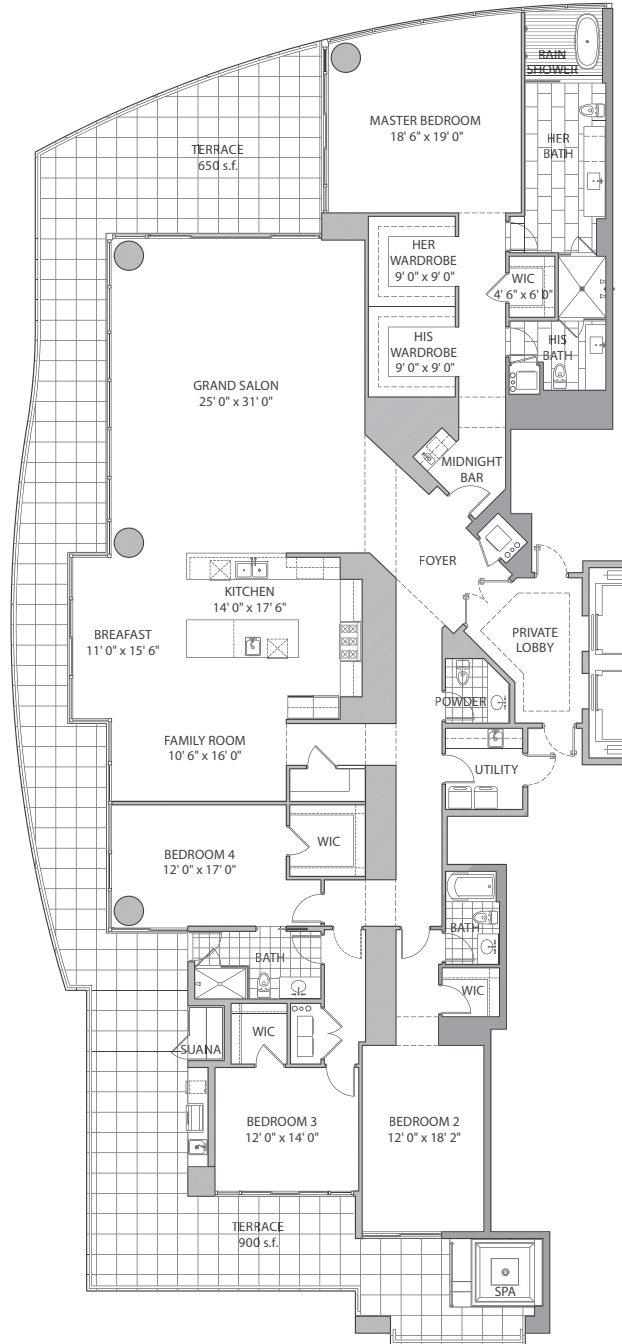 RAIN
SHOWER
MASTER BEDROOM
18' 6" x 19' 0"
TERRACE
650 s.f.
HER
BATH
HER
WARDROBE
9' 0" x 9' 0"
WIC
4' 6" x 6' 0"
HIS
WARDROBE
9' 0" x 9' 0"
HIS
BATH
GRAND SALON
25' 0" x 31' 0"
MIDNIGHT
BAR
FOYER
KITCHEN
14' 0" x 17' 6"
BREAFAST
11' 0" x 15' 6"
PRIVATE
LOBBY
POWDER
FAMILY ROOM
10' 6" x 16' 0"
UTILITY
WIC
BEDROOM 4
12' 0" x 17' 0"
BATH
BATH
WIC
WIC
SUANA
BEDROOM 3
12' 0" x 14' 0"
BEDROOM 2
12' 0" x 18' 2"
TERRACE
900 s.f.
SPA